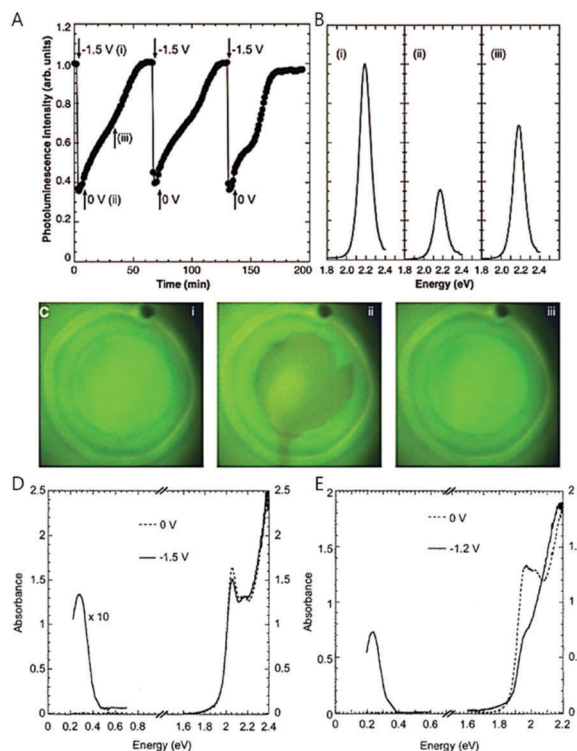 A
-1.5 V (i)
-1.5 V
-1.5 V
(iii)
0 V (ii)
0 V
0 V
Photoluminescence intensity (arb. units)
1.0
0.8
0.6
0.4
0.2
0
0 50 100 150 200
Time (min)
B
(i) (ii) (iii)
1.8 2.0 2.2 2.4 1.8 2.0 2.2 2.4 1.8 2.0 2.2 2.4
Energy (eV)
C
i
ii
iii
D
2.5
2.0
1.5
1.0
0.5
0
Absorbance
0 V
-1.5 V
x 10
2.5
2.0
1.5
1.0
0.5
0
0.2 0.4 0.6 0.8 1.6 1.8 2 2.2 2.4
Energy (eV)
E
2
1.5
1
0.5
0
Absorbance
0 V
-1.2 V
2
1.
1
0.
0
0 0.2 0.4 0.6 1.6 1.8 2 2.2
Energy (eV)